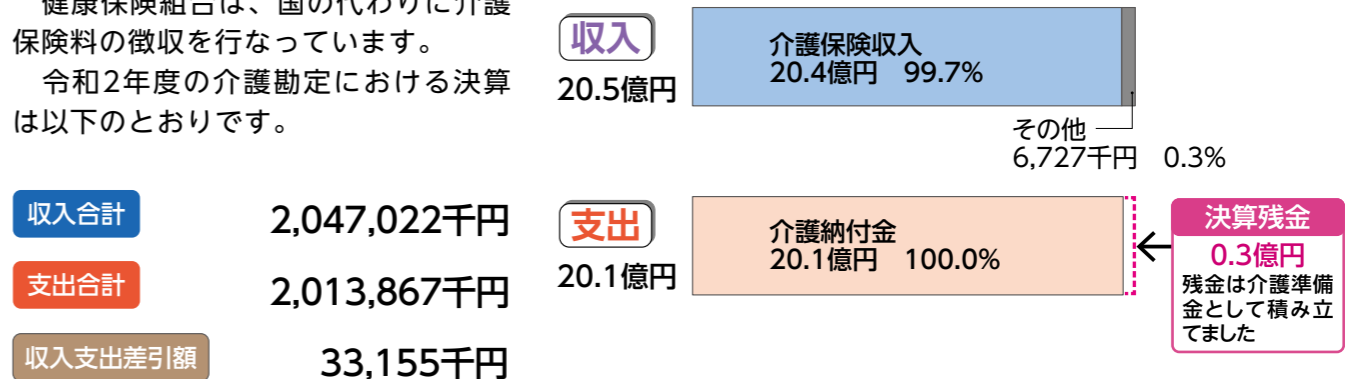 健康保険組合は、国の代わりに介護
保険料の徴収を行なっています。
令和2年度の介護勘定における決算
は以下のとおりです。
収入合計 2,047,022千円
支出合計 2,013,867千円
収入支出差引額 33,155千円
収入
20.5億円
介護保険収入
20.4億円 99.7%
その他
6,727千円 0.3%
支出
20.1億円
介護納付金
20.1億円 100.0%
決算残金
0.3億円
残金は介護準備
金として積み立
てました